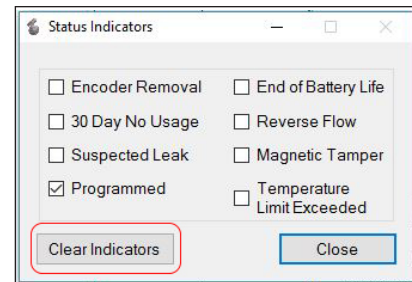 Status Indicators
Encoder Removal
End of Battery Life
30 Day No Usage
Reverse Flow
Suspected Leak
Magnetic Tamper
Programmed
Temperature
Limit Exceeded
Clear Indicators
Close